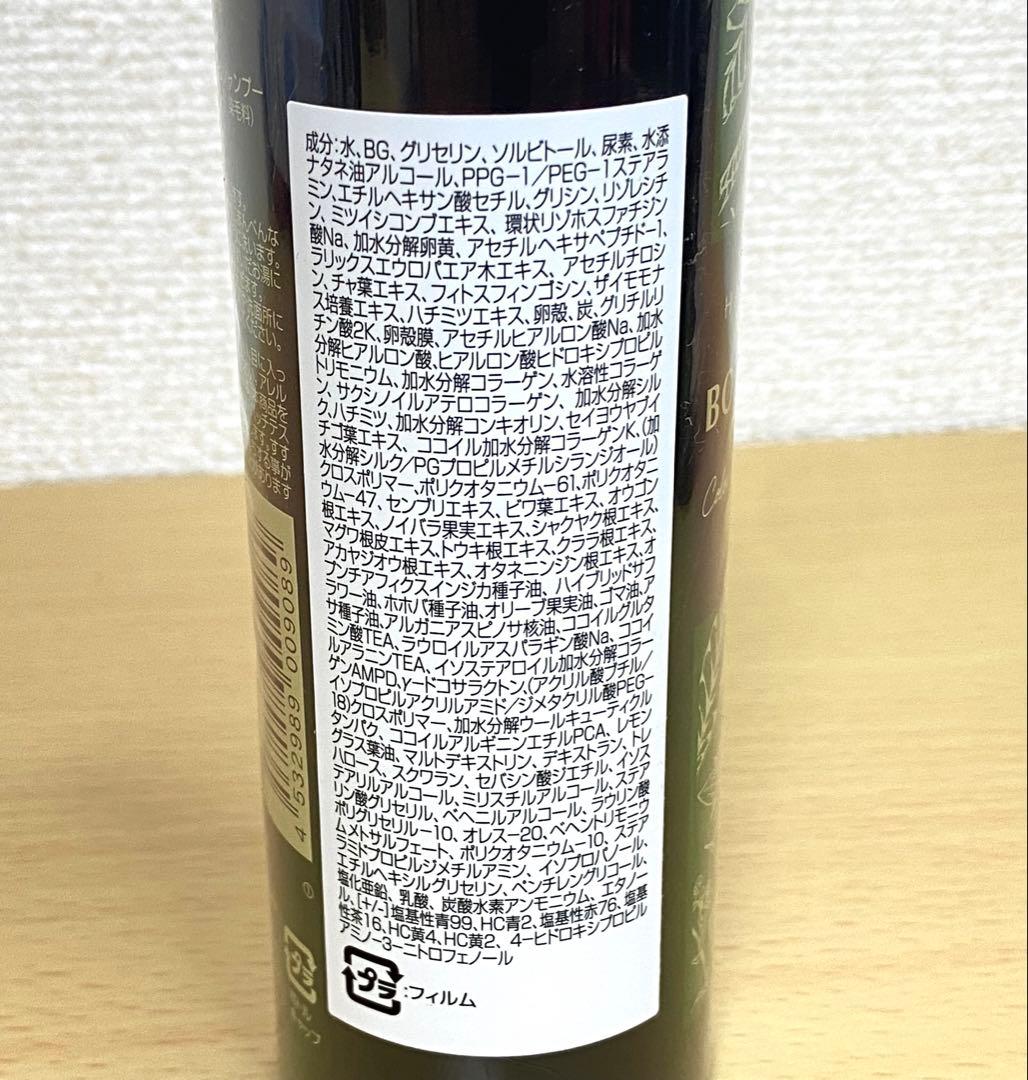 成分:水、BG、グリセリン、ソルビトール、尿素、水添
ナタネ油アルコール、PPG-1/PEG-1ステアラ
ミン、エチルヘキサン酸セチル、グリシン、リゾレシチ
ン、ミツイシコンブエキス、環状リゾホスファチジン
酸Na、加水分解卵黄、アセチルヘキサペプチド-1、
ラリックスエウロパエア木エキス、アセチルチロシ
ン、チャ葉エキス、フィトスフィンゴシン、ザイモモナ
ス培養エキス、ハチミツエキス、卵殻、炭、グリチルリ
チン酸2K、卵殻膜、アセチルヒアルロン酸Na、加水
分解ヒアルロン酸、ヒアルロン酸ヒドロキシプロピル
トリモニウム、加水分解コラーゲン、水溶性コラーゲ
ン、サクシノイルアテロコラーゲン、加水分解シル
ク、ハチミツ、加水分解コンキオリン、セイヨウヤブイ
チゴ葉エキス、ココイル加水分解コラーゲンK、(加
水分解シルク/PGプロピルメチルシランジオール)
クロスポリマー、ポリクオタニウム-61、ポリクオタニ
ウム-47、センブリエキス、ビワ葉エキス、オウゴン
根エキス、ノイバラ果実エキス、シャクヤク根エキス、
マグワ根皮エキス、トウキ根エキス、クララ根エキス、
アカヤジオウ根エキス、オタネニンジン根エキス、オ
プンチアフィクスインジカ種子油、ハイブリッドサフ
ラワー油、ホホバ種子油、オリーブ果実油、ゴマ油、ア
サ種子油、アルガニアスピノサ核油、ココイルグルタ
ミン酸TEA、ラウロイルアスパラギン酸Na、ココイ
ルアラニンTEA、イソステアロイル加水分解コラー
ゲンAMPD、γ-ドコサラクトン、(アクリル酸ブチル/
イソプロピルアクリルアミド/ジメタクリル酸PEG-
18)クロスポリマー、加水分解ウールキューティクル
タンパク、ココイルアルギニンエチルPCA、レモン
グラス葉油、マルトデキストリン、デキストラン、トレ
ハロース、スクワラン、セバシン酸ジエチル、イソス
テアリルアルコール、ミリスチルアルコール、ステア
リン酸グリセリル、ベヘニルアルコール、ラウリン酸
ポリグリセリル-10、オレス-20、ベヘントリモニウ
ムメトサルフェート、ポリクオタニウム-10、ステア
ラミドプロピルジメチルアミン、イソプロパノール、
エチルヘキシルグリセリン、ペンチレングリコール、
塩化亜鉛、乳酸、炭酸水素アンモニウム、エタノー
ル、[+/-]塩基性青99、HC青2、塩基性赤76、塩基
性茶16、HC黄4、HC黄2、4-ヒドロキシプロピル
アミノ-3-ニトロフェノール
プラ:フィルム
4532989009089
BO